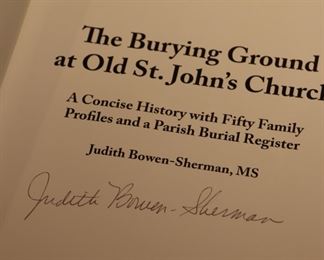 The Burying Ground
at Old St. John's Church
A Concise History with Fifty Family
Profiles and a Parish Burial Register
Judith Bowen-Sherman, MS
Judith Bowen-Sherman